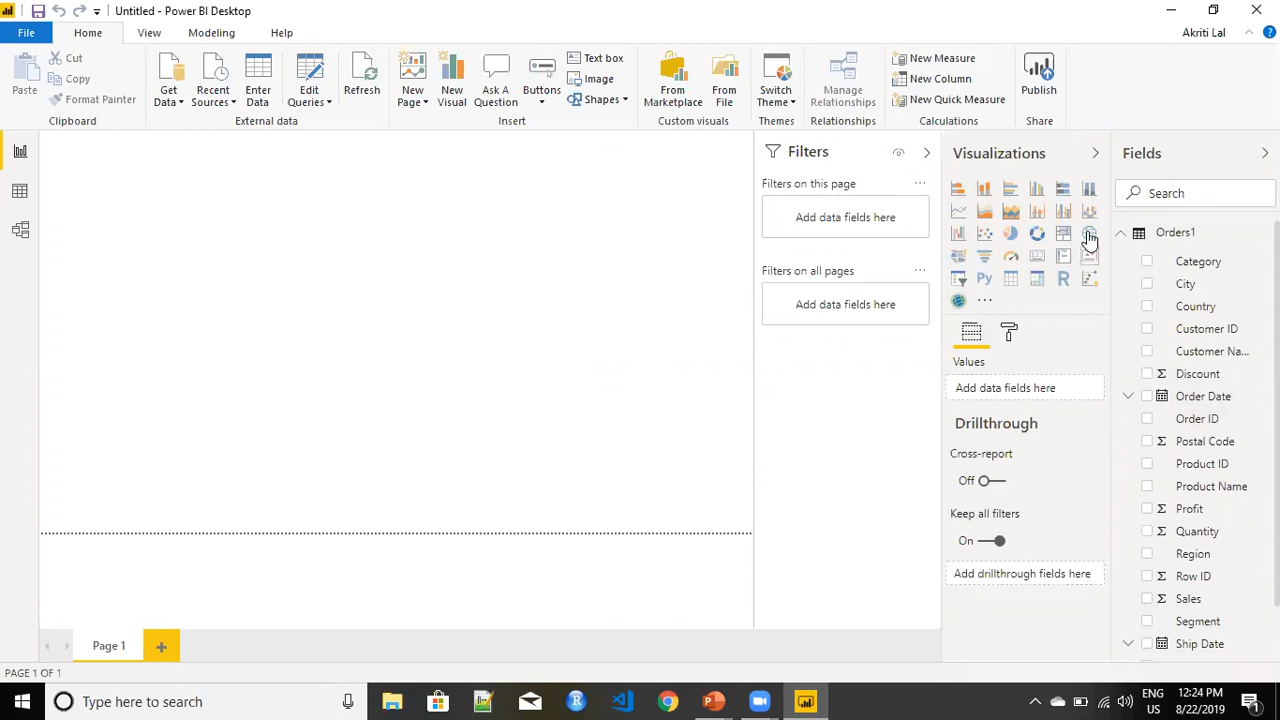 Untitled - Power BI Desktop
File
Home
View
Modeling
Help
Akriti Lal
Paste
Cut
Copy
Format Painter
Clipboard
Get Data
Recent Sources
Enter Data
Edit Queries
Refresh
External data
New Page
New Visual
Ask A Question
Buttons
Text box
Image
Shapes
Insert
From Marketplace
From File
Custom visuals
Switch Theme
Themes
Manage Relationships
Relationships
New Measure
New Column
New Quick Measure
Calculations
Publish
Share
Filters
Filters on this page
Add data fields here
Filters on all pages
Add data fields here
Visualizations
Py
R
Values
Add data fields here
Drillthrough
Cross-report
Off
Keep all filters
On
Add drillthrough fields here
Fields
Search
Orders1
Category
City
Country
Customer ID
Customer Na...
Discount
Order Date
Order ID
Postal Code
Product ID
Product Name
Profit
Quantity
Region
Row ID
Sales
Segment
Ship Date
Page 1
PAGE 1 OF 1
Type here to search
R
ENG
US
12:24 PM
8/22/2019
1